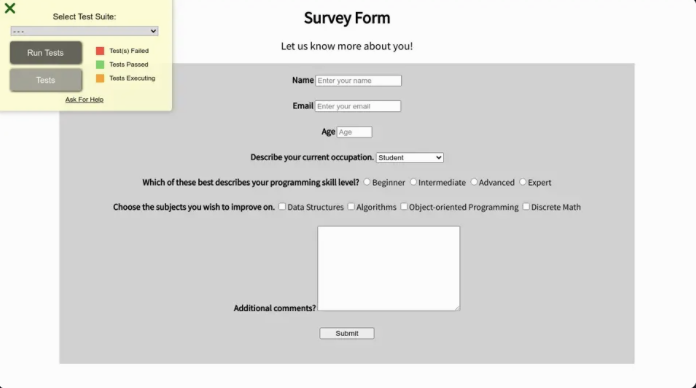 Select Test Suite:
---
Run Tests
Test(s) Failed
Tests Passed
Tests
Tests Executing
Ask For Help
Survey Form
Let us know more about you!
Name Enter your name
Email Enter your email
Age Age
Describe your current occupation. Student
Which of these best describes your programming skill level? Beginner Intermediate Advanced Expert
Choose the subjects you wish to improve on. Data Structures Algorithms Object-oriented Programming Discrete Math
Additional comments?
Submit